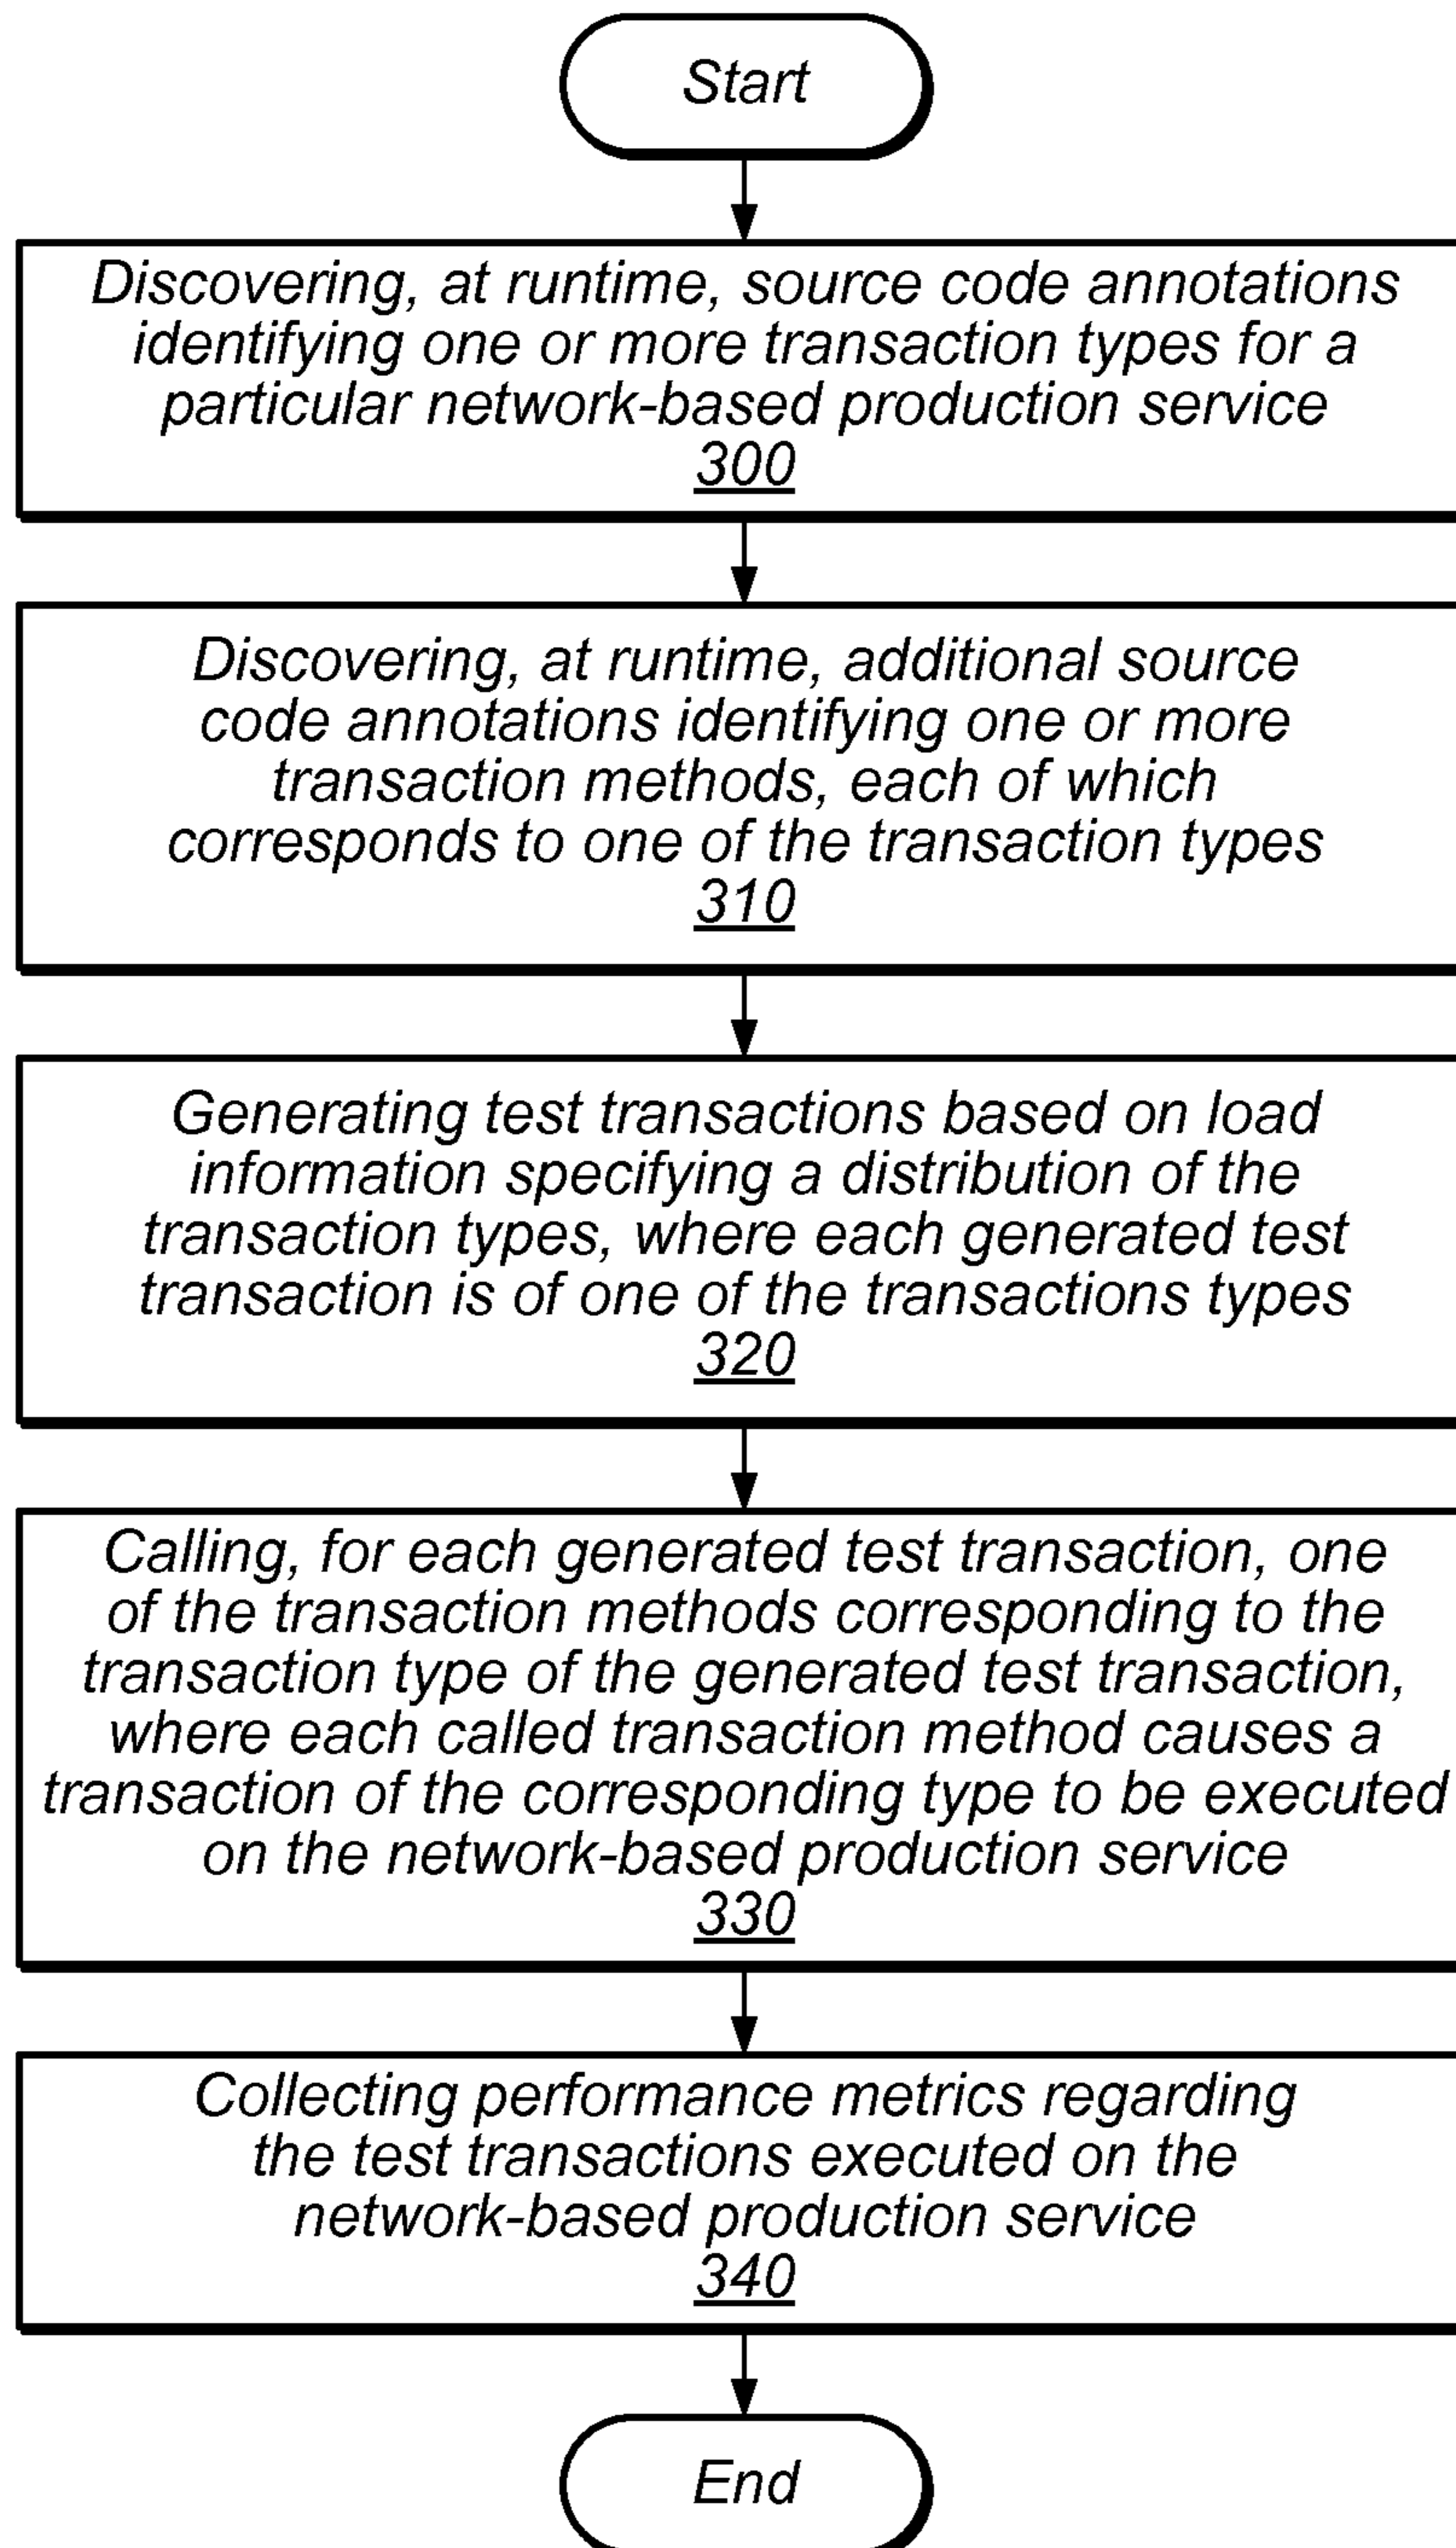 Start
Discovering, at runtime, source code annotations
identifying one or more transaction types for a
particular network-based production service
300
Discovering, at runtime, additional source
code annotations identifying one or more
transaction methods, each of which
corresponds to one of the transaction types
310
Generating test transactions based on load
information specifying a distribution of the
transaction types, where each generated test
transaction is of one of the transactions types
320
Calling, for each generated test transaction, one
of the transaction methods corresponding to the
transaction type of the generated test transaction,
where each called transaction method causes a
transaction of the corresponding type to be executed
on the network-based production service
330
Collecting performance metrics regarding
the test transactions executed on the
network-based production service
340
End